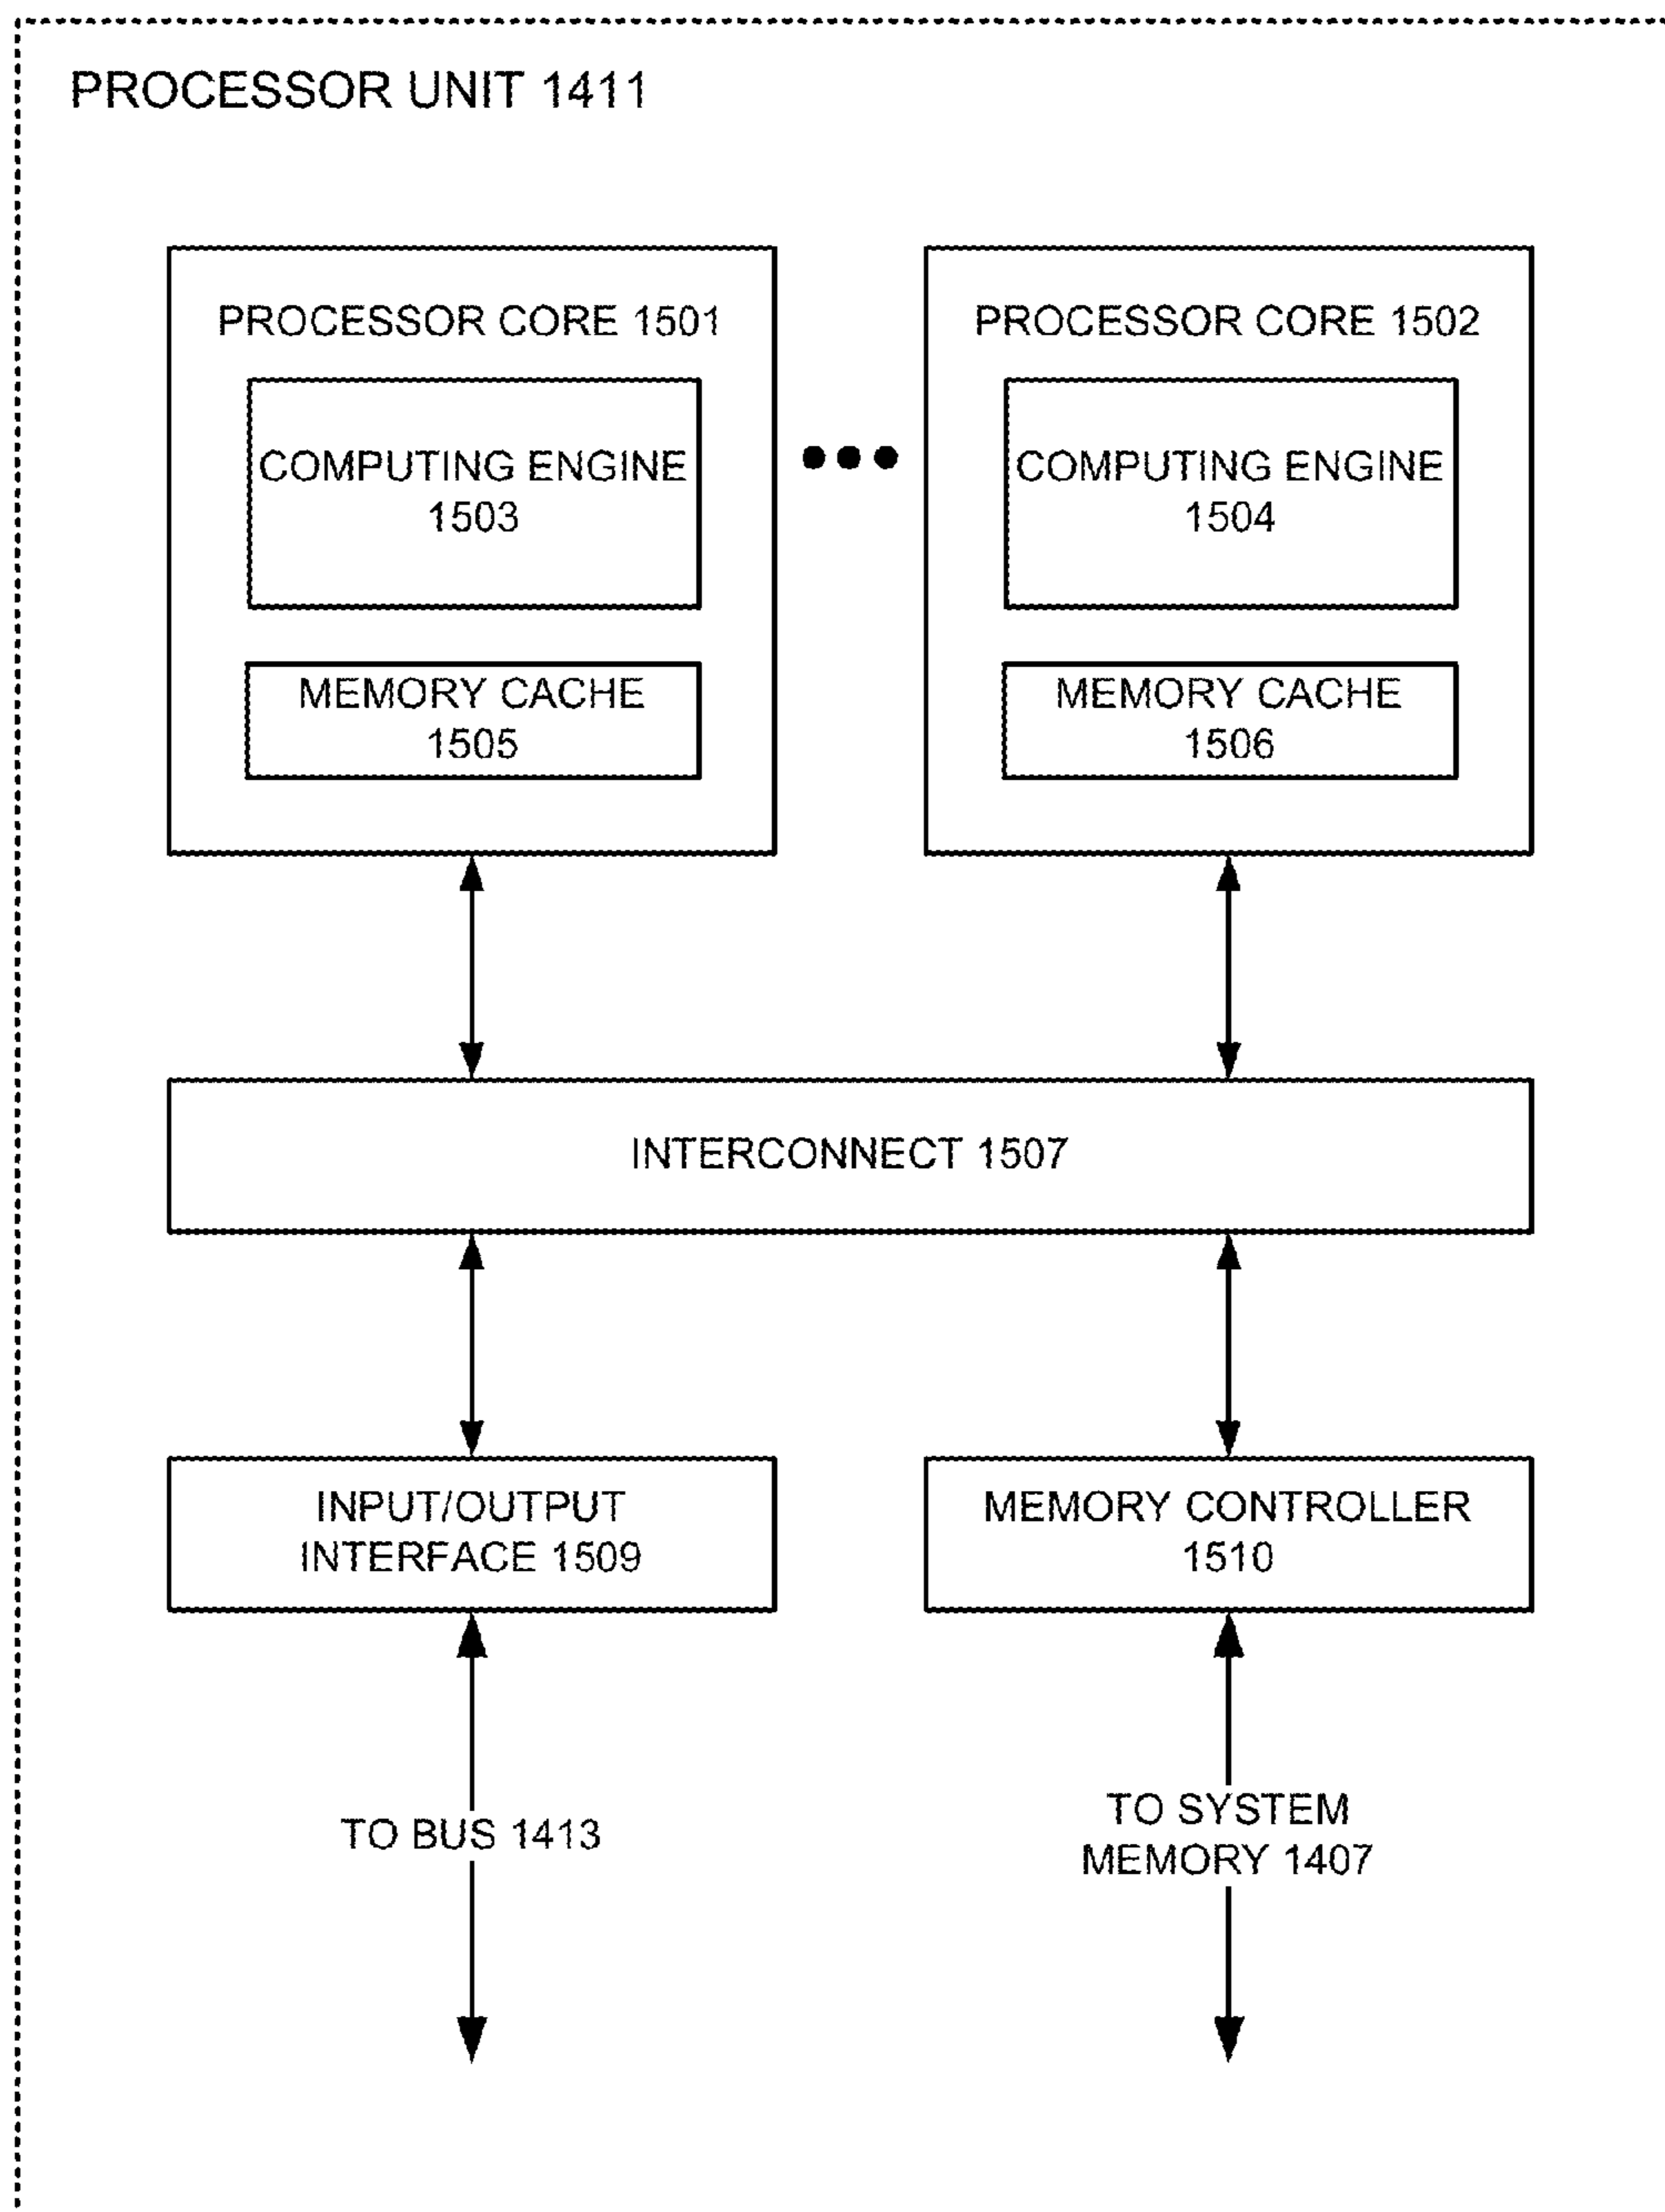 PROCESSOR UNIT 1411
PROCESSOR CORE 1501
COMPUTING ENGINE
1503
MEMORY CACHE
1505
PROCESSOR CORE 1502
COMPUTING ENGINE
1504
MEMORY CACHE
1506
INTERCONNECT 1507
INPUT/OUTPUT
INTERFACE 1509
MEMORY CONTROLLER
1510
TO BUS 1413
TO SYSTEM
MEMORY 1407